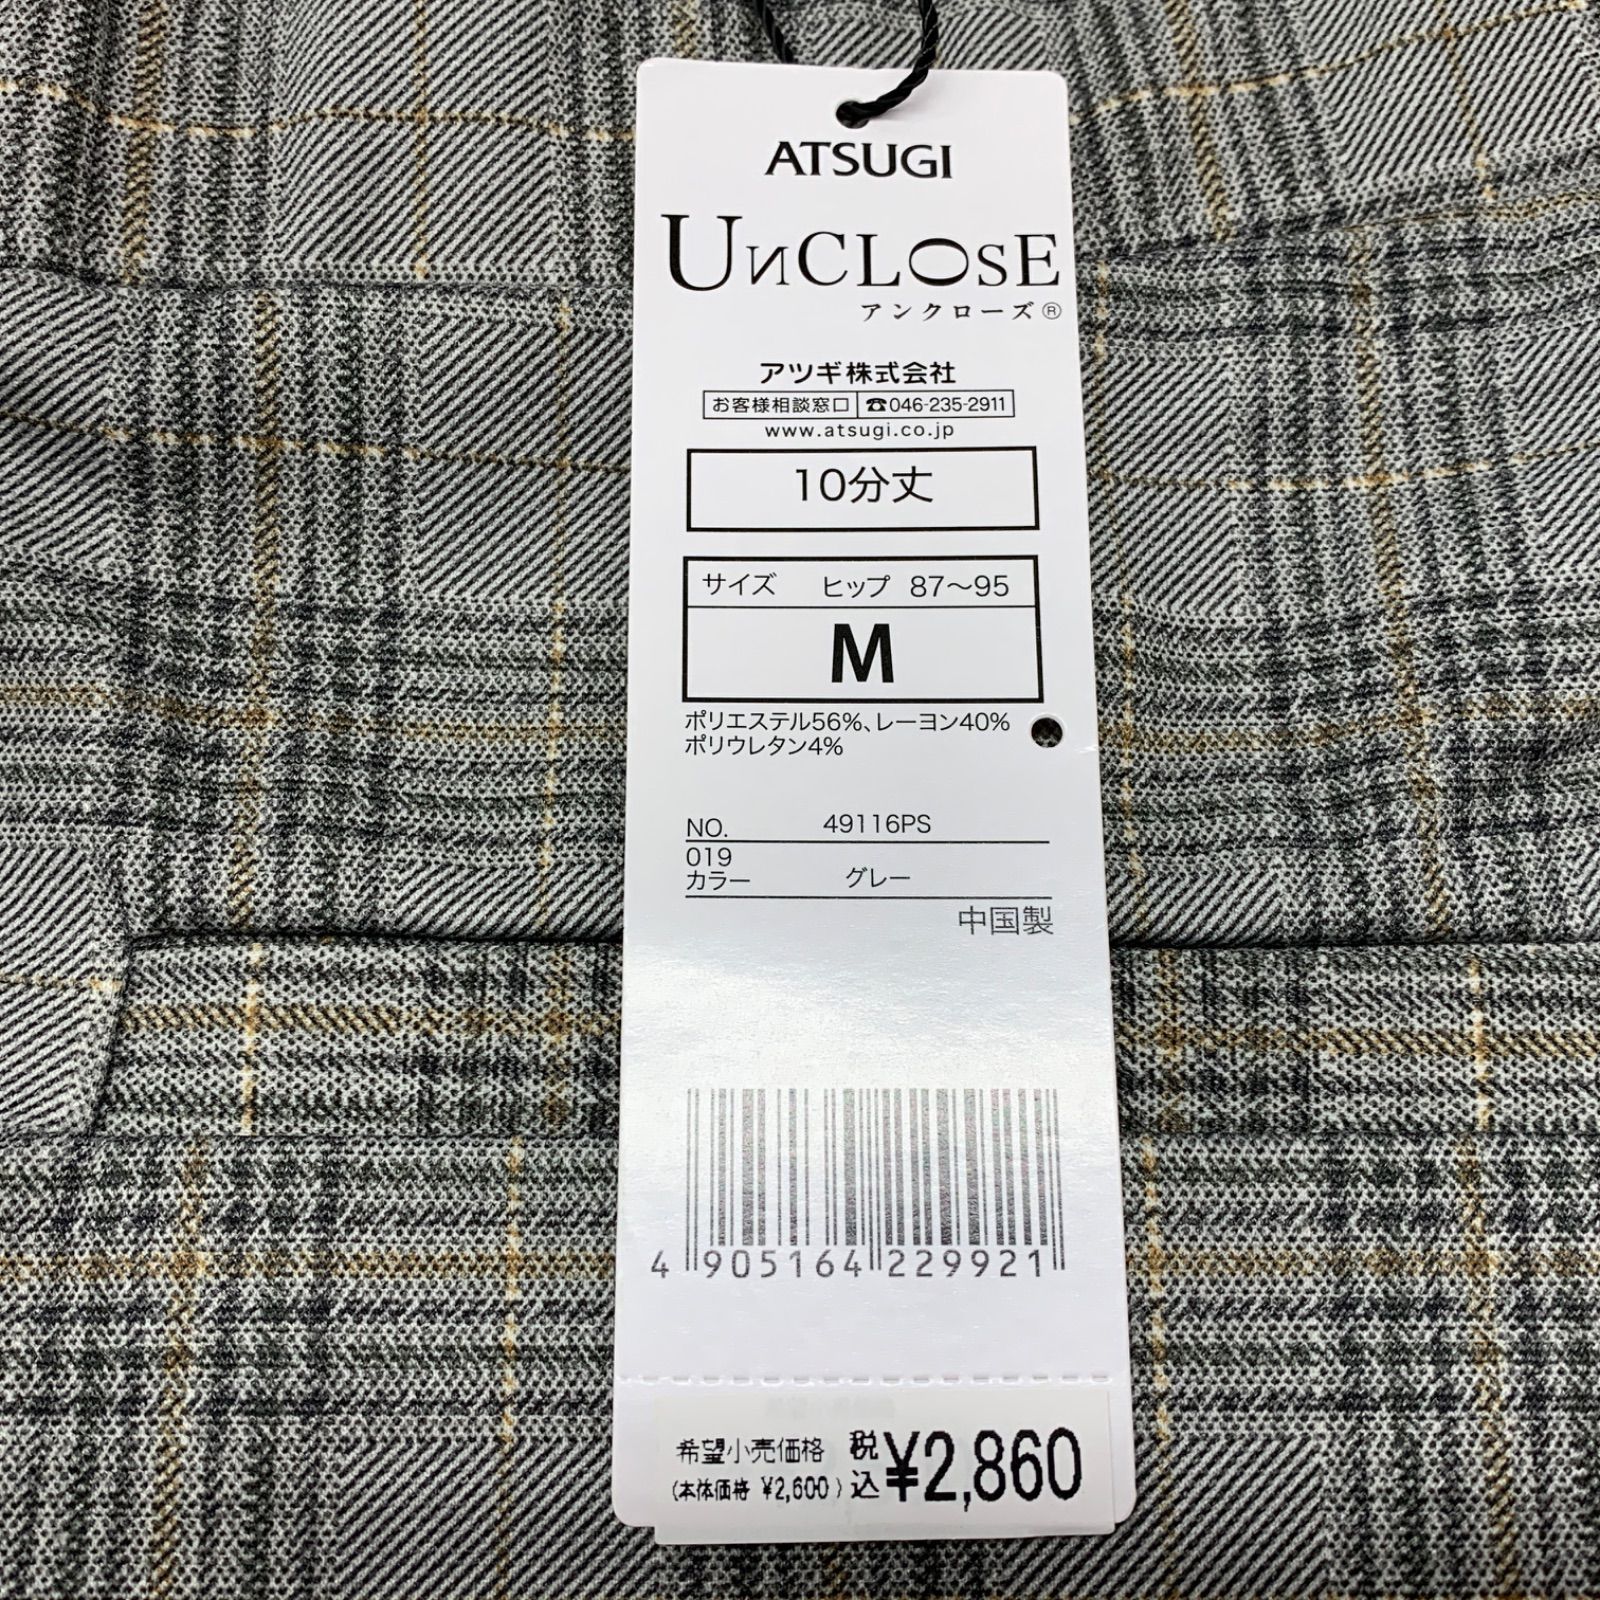 ATSUGI
UNCLOSE
アンクローズ®
アツギ株式会社
お客様相談窓口 ☎046-235-2911
www.atsugi.co.jp
10分丈
サイズ ヒップ 87～95
M
ポリエステル56%、レーヨン40%
ポリウレタン4%
NO. 49116PS
019
カラー グレー
中国製
4 905164 229921
希望小売価格 税込 ¥2,860
(本体価格 ¥2,600)